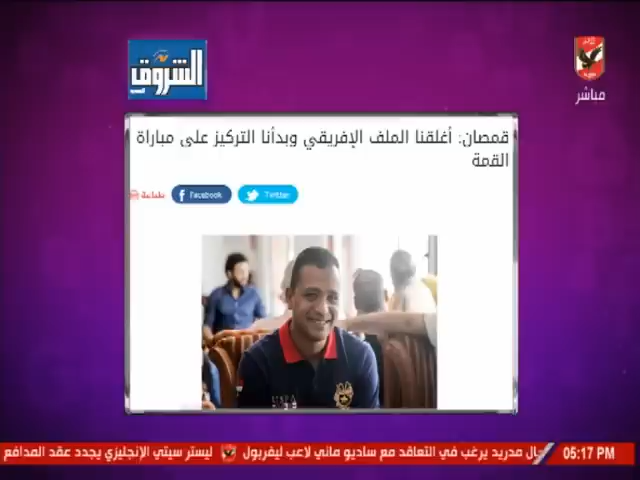 الشروق
مباشر
قمصان: أغلقنا الملف الإفريقي وبدأنا التركيز على مباراة
القمة
طباعة
Facebook
Twitter
ـال مدريد يرغب في التعاقد مع ساديو ماني لاعب ليفربول
ليستر سيتي الإنجليزي يجدد عقد المدافع
05:17 PM